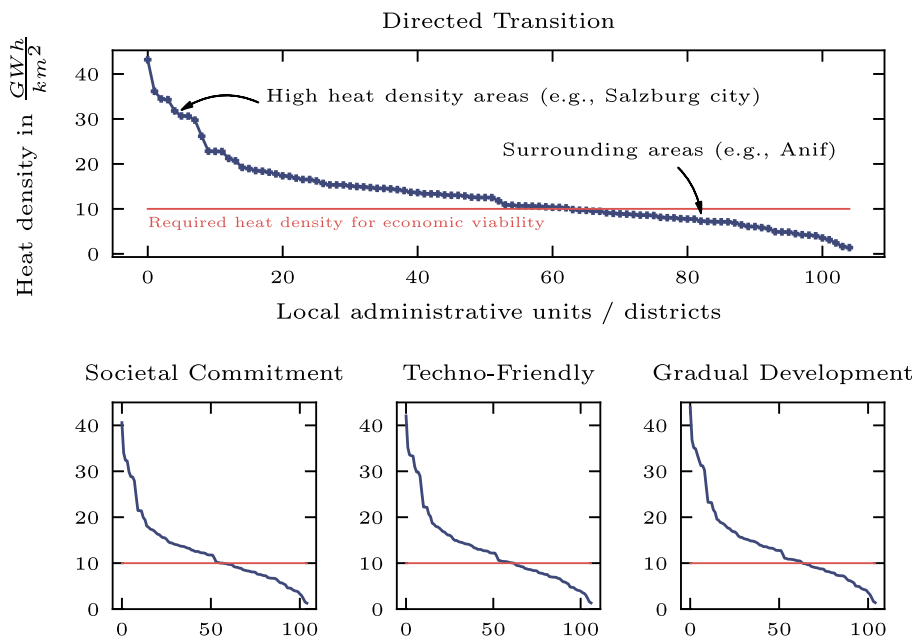 Directed Transition
Heat density in GWh/km2
40
30
20
10
0
High heat density areas (e.g., Salzburg city)
Surrounding areas (e.g., Anif)
Required heat density for economic viability
0 20 40 60 80 100
Local administrative units / districts
Societal Commitment Techno-Friendly Gradual Development
40 40 40
30 30 30
20 20 20
10 10 10
0 0 0
0 50 100 0 50 100 0 50 100